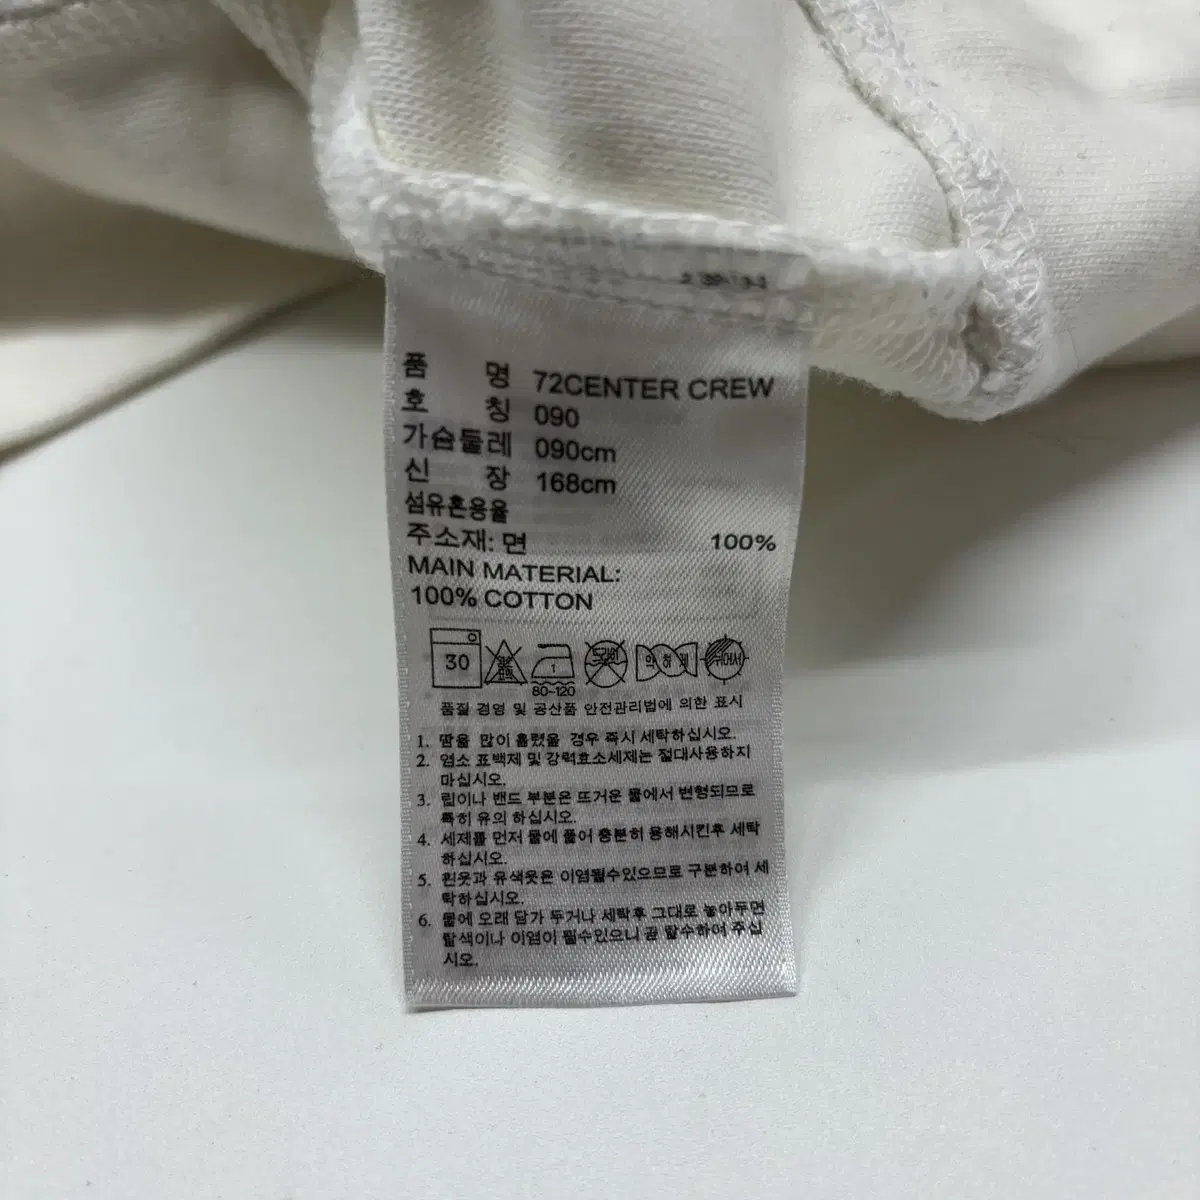 품 명 72CENTER CREW
호 칭 090
가슴둘레 090cm
신 장 168cm
섬유혼용율
주소재: 면 100%
MAIN MATERIAL:
100% COTTON
30 1 드라이 약하게 뉘어서
80~120
품질 경영 및 공산품 안전관리법에 의한 표시
1. 땀을 많이 흘렸을 경우 즉시 세탁하십시오.
2. 염소 표백제 및 강력효소세제는 절대사용하지
마십시오.
3. 립이나 밴드 부분은 뜨거운 물에서 변형되므로
특히 유의 하십시오.
4. 세제를 먼저 물에 풀어 충분히 용해시킨후 세탁
하십시오.
5. 흰옷과 유색옷은 이염될수있으므로 구분하여 세
탁하십시오.
6. 물에 오래 담가 두거나 세탁후 그대로 놓아두면
탈색이나 이염이 될수있으니 곧 탈수하여 주십
시오.